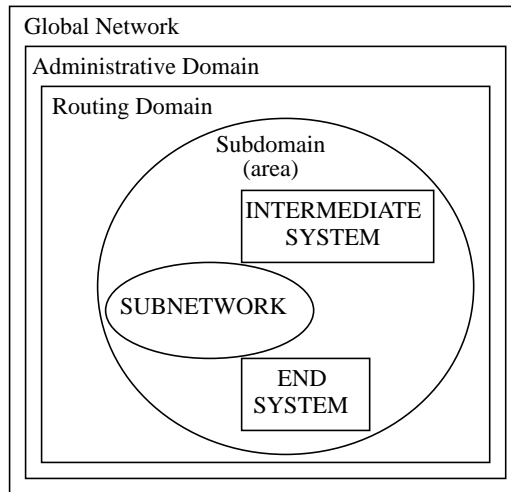 Global Network
Administrative Domain
Routing Domain
Subdomain
(area)
INTERMEDIATE
SYSTEM
SUBNETWORK
END
SYSTEM